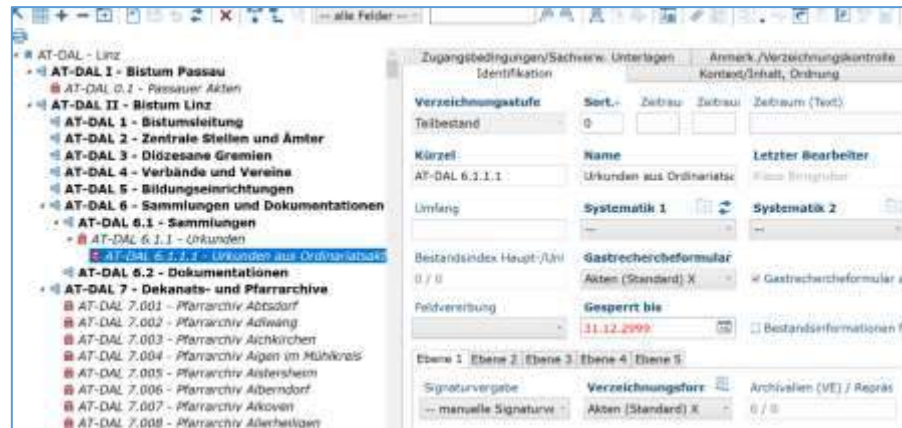 -- alle Felder --
AT-DAL - Linz
AT-DAL I - Bistum Passau
AT-DAL 0.1 - Passauer Akten
AT-DAL II - Bistum Linz
AT-DAL 1 - Bistumsleitung
AT-DAL 2 - Zentrale Stellen und Ämter
AT-DAL 3 - Diözesane Gremien
AT-DAL 4 - Verbände und Vereine
AT-DAL 5 - Bildungseinrichtungen
AT-DAL 6 - Sammlungen und Dokumentationen
AT-DAL 6.1 - Sammlungen
AT-DAL 6.1.1 - Urkunden
AT-DAL 6.1.1.1 - Urkunden aus Ordinariatsakt
AT-DAL 6.2 - Dokumentationen
AT-DAL 7 - Dekanats- und Pfarrarchive
AT-DAL 7.001 - Pfarrarchiv Abtsdorf
AT-DAL 7.002 - Pfarrarchiv Adlwang
AT-DAL 7.003 - Pfarrarchiv Aichkirchen
AT-DAL 7.004 - Pfarrarchiv Aigen im Mühlkreis
AT-DAL 7.005 - Pfarrarchiv Aistersheim
AT-DAL 7.006 - Pfarrarchiv Alberndorf
AT-DAL 7.007 - Pfarrarchiv Alkoven
AT-DAL 7.008 - Pfarrarchiv Allerheiligen
Zugangsbedingungen/Sachverw. Unterlagen Anmerk./Verzeichnungskontrolle
Identifikation Kontext/Inhalt, Ordnung
Verzeichnungsstufe Sort.- Zeitrau Zeitrau Zeitraum (Text)
Teilbestand 0
Kürzel Name Letzter Bearbeiter
AT-DAL 6.1.1.1 Urkunden aus Ordinariatsa
Umfang Systematik 1 Systematik 2
-- --
Bestandsindex Haupt-/Unt Gastrechercheformular
0 / 0 Akten (Standard) X Gastrechercheformular a
Feldvererbung Gesperrt bis
31.12.2999 Bestandsinformationen f
Ebene 1 Ebene 2 Ebene 3 Ebene 4 Ebene 5
Signaturvergabe Verzeichnungsforr Archivalien (VE) / Repräs
-- manuelle Signaturve Akten (Standard) X 0 / 0